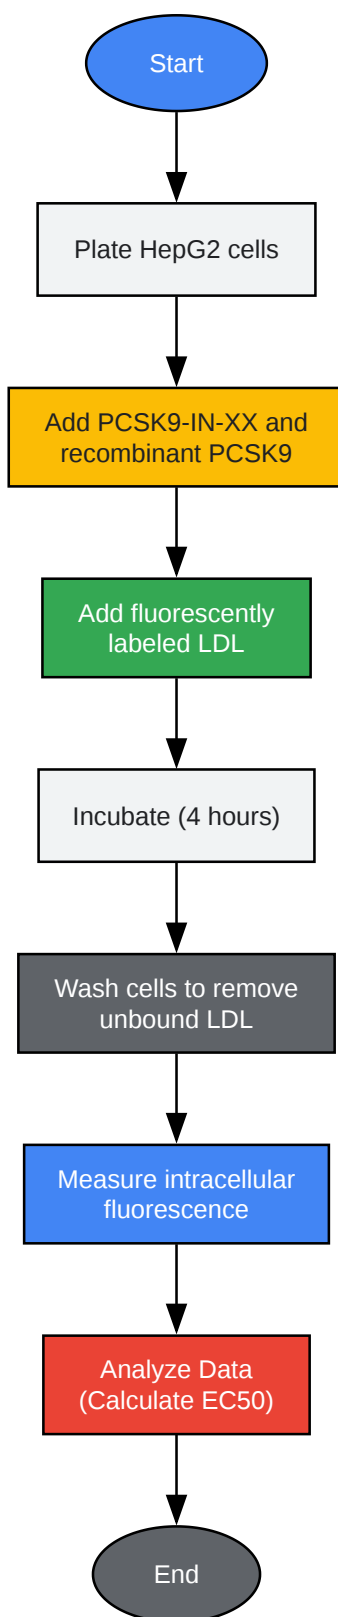 Start
Plate HepG2 cells
Add PCSK9-IN-XX and
recombinant PCSK9
Add fluorescently
labeled LDL
Incubate (4 hours)
Wash cells to remove
unbound LDL
Measure intracellular
fluorescence
Analyze Data
(Calculate EC50)
End